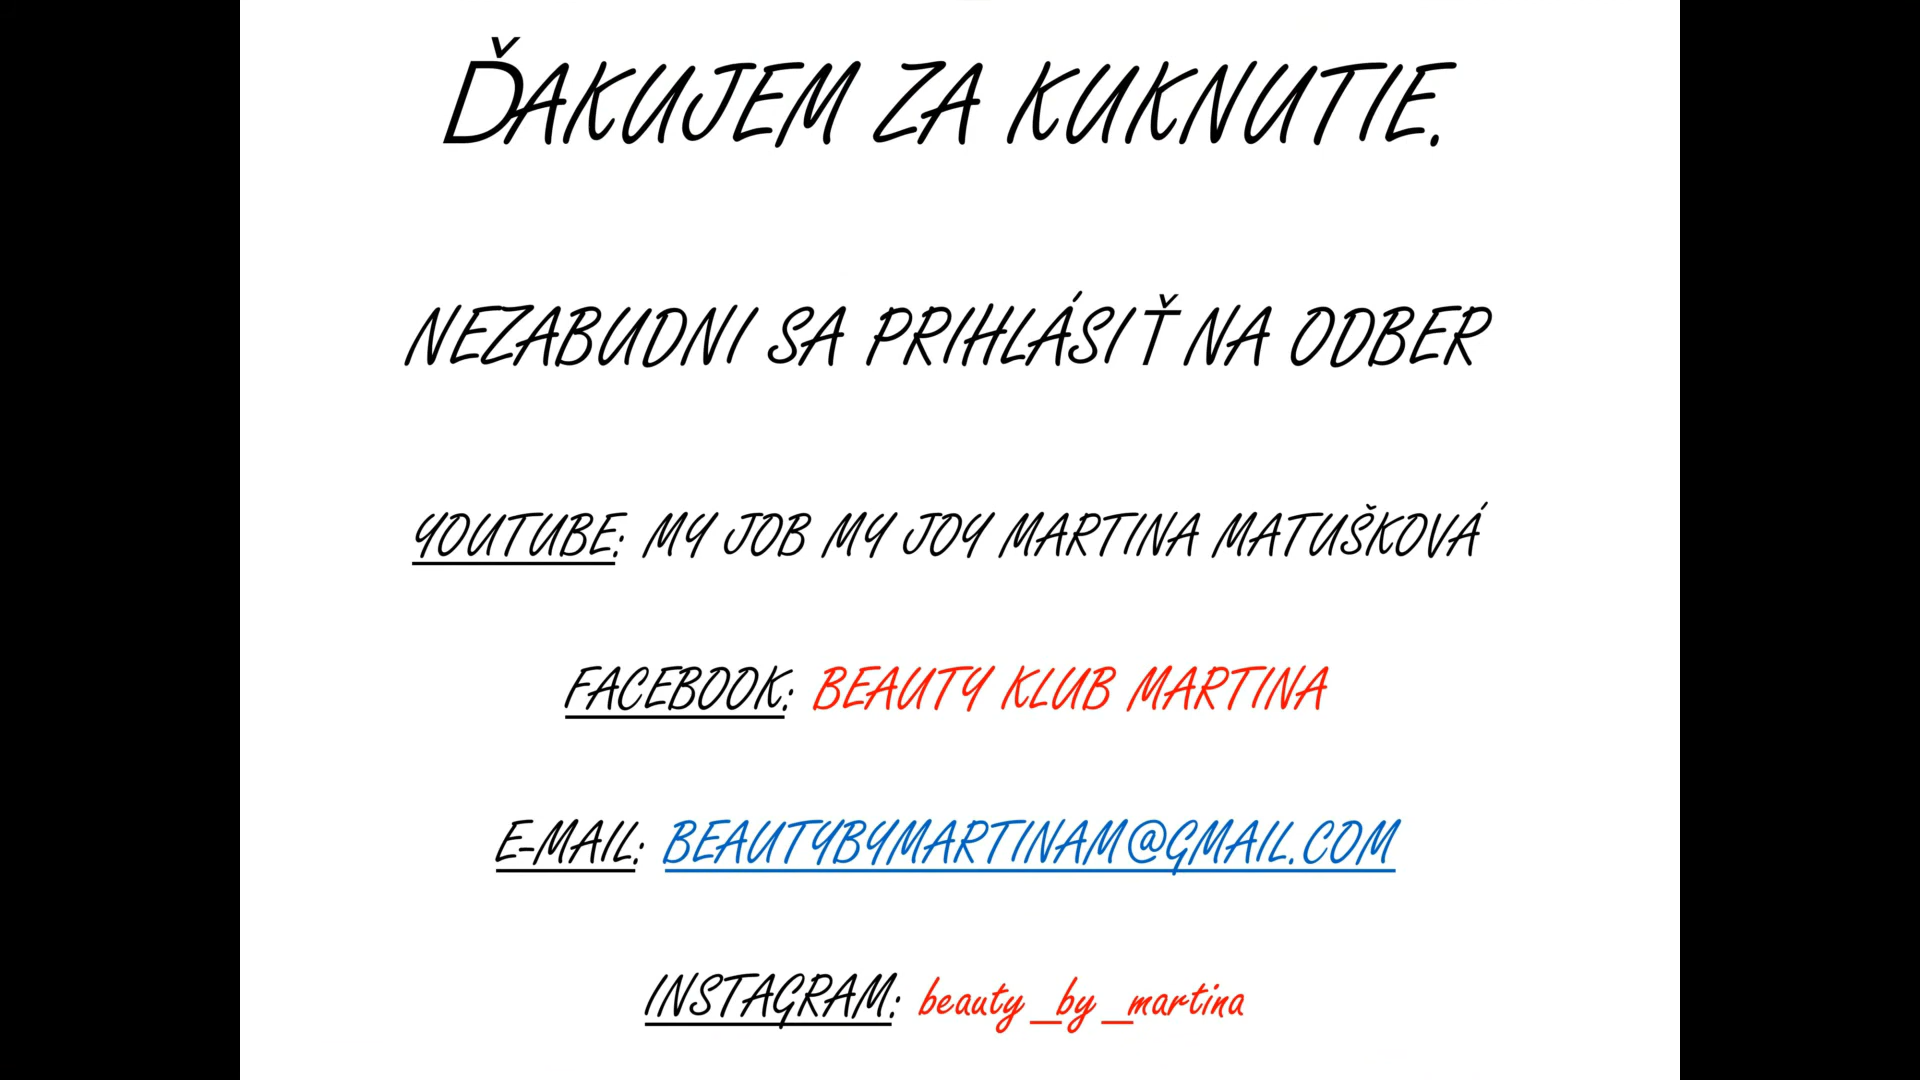 ĎAKUJEM ZA KUKNUTIE.
NEZABUDNI SA PRIHLÁSIŤ NA ODBER
YOUTUBE: MY JOB MY JOY MARTINA MATUŠKOVÁ
FACEBOOK: BEAUTY KLUB MARTINA
E-MAIL: BEAUTYBYMARTINAM@GMAIL.COM
INSTAGRAM: beauty_by_martina